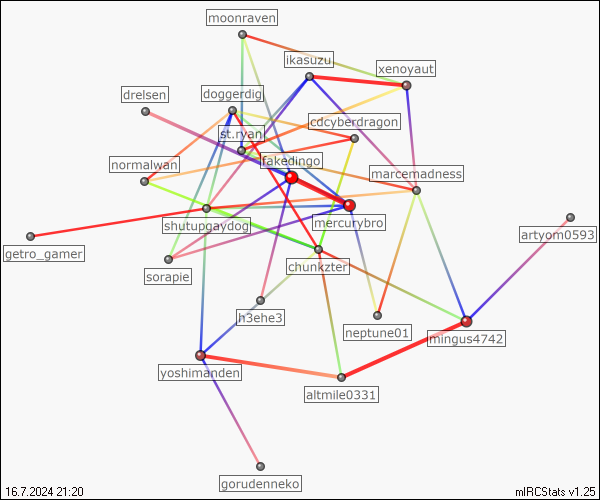 moonraven
ikasuzu
xenoyaut
drelsen
doggerdig
cdcyberdragon
st.ryan
fakedingo
normalwan
marcemadness
mercurybro
shutupgaydog
artyom0593
getro_gamer
chunkzter
sorapie
h3ehe3
neptune01
mingus4742
yoshimanden
altmile0331
gorudenneko
16.7.2024 21:20
mIRCStats v1.25